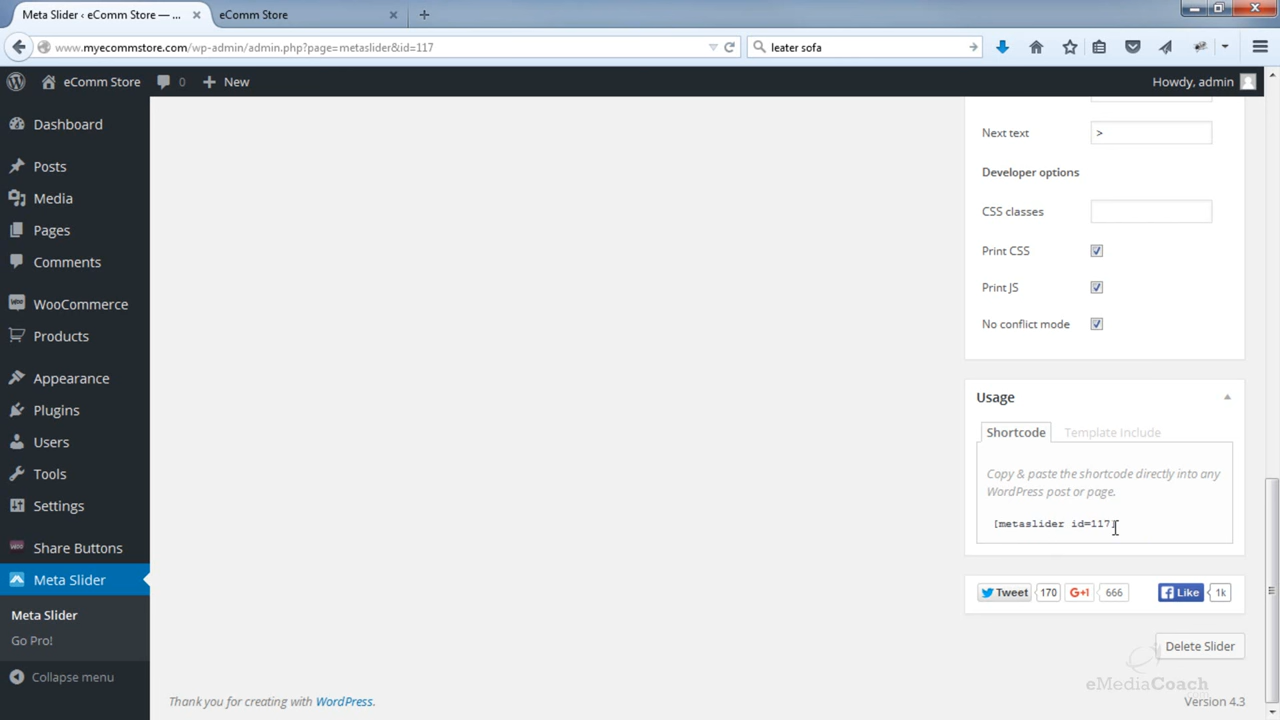 Meta Slider ‹ eComm Store — ...
eComm Store
www.myecommstore.com/wp-admin/admin.php?page=metaslider&id=117
leater sofa
eComm Store
0
New
Howdy, admin
Dashboard
Posts
Media
Pages
Comments
WooCommerce
Products
Appearance
Plugins
Users
Tools
Settings
Share Buttons
Meta Slider
Meta Slider
Go Pro!
Collapse menu
Next text
>
Developer options
CSS classes
Print CSS
Print JS
No conflict mode
Usage
Shortcode
Template Include
Copy & paste the shortcode directly into any
WordPress post or page.
[metaslider id=117]
Tweet 170 G+1 666 Like 1k
Delete Slider
eMediaCoach
Thank you for creating with WordPress.
Version 4.3